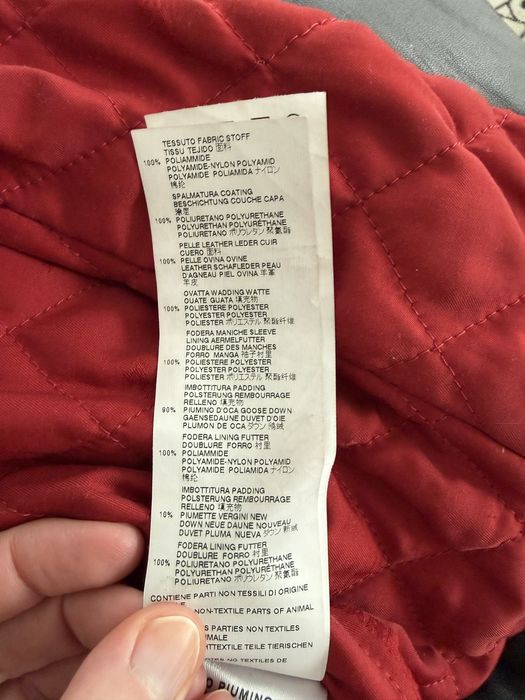 TESSUTO FABRIC STOFF
TISSU TEJIDO 面料
100% POLIAMMIDE
POLYAMIDE-NYLON POLYAMID
POLYAMIDE POLIAMIDA ナイロン
棉纶
SPALMATURA COATING
BESCHICHTUNG COUCHE CAPA
涂里
100% POLIURETANO POLYURETHANE
POLYURETHAN POLYURÉTHANE
POLIURETANO ポリウレタン 聚氨酯
PELLE LEATHER LEDER CUIR
CUERO 面料
100% PELLE OVINA OVINE
LEATHER SCHAFLEDER PEAU
D'AGNEAU PIEL OVINA 羊革
羊皮
OVATTA WADDING WATTE
OUATE GUATA 填充物
100% POLIESTERE POLYESTER
POLYESTER POLYESTER
POLIESTER ポリエステル 聚酯纤维
FODERA MANICHE SLEEVE
LINING AERMELFUTTER
DOUBLURE DES MANCHES
FORRO MANGA 袖子衬里
100% POLIESTERE POLYESTER
POLYESTER POLYESTER
POLIESTER ポリエステル 聚酯纤维
IMBOTTITURA PADDING
POLSTERUNG REMBOURRAGE
RELLENO 填充物
90% PIUMINO D'OCA GOOSE DOWN
GAENSEDAUNE DUVET D'OIE
PLUMON DE OCA ダウン 鹅绒
FODERA LINING FUTTER
DOUBLURE FORRO 衬里
100% POLIAMMIDE
POLYAMIDE-NYLON POLYAMID
POLYAMIDE POLIAMIDA ナイロン
棉纶
IMBOTTITURA PADDING
POLSTERUNG REMBOURRAGE
RELLENO 填充物
10% PIUMETTE VERGINI NEW
DOWN NEUE DAUNE NOUVEAU
DUVET PLUMA NUEVA ダウン 新绒
FODERA LINING FUTTER
DOUBLURE FORRO 衬里
100% POLIURETANO POLYURETHANE
POLYURETHAN POLYURÉTHANE
POLIURETANO ポリウレタン 聚氨酯
CONTIENE PARTI NON TESSILI DI ORIGINE
NON-TEXTILE PARTS OF ANIMAL
PARTIES NON TEXTILES
TEXTILE TEILE TIERISCHEN
NO TEXTILES DE
PIUMINO